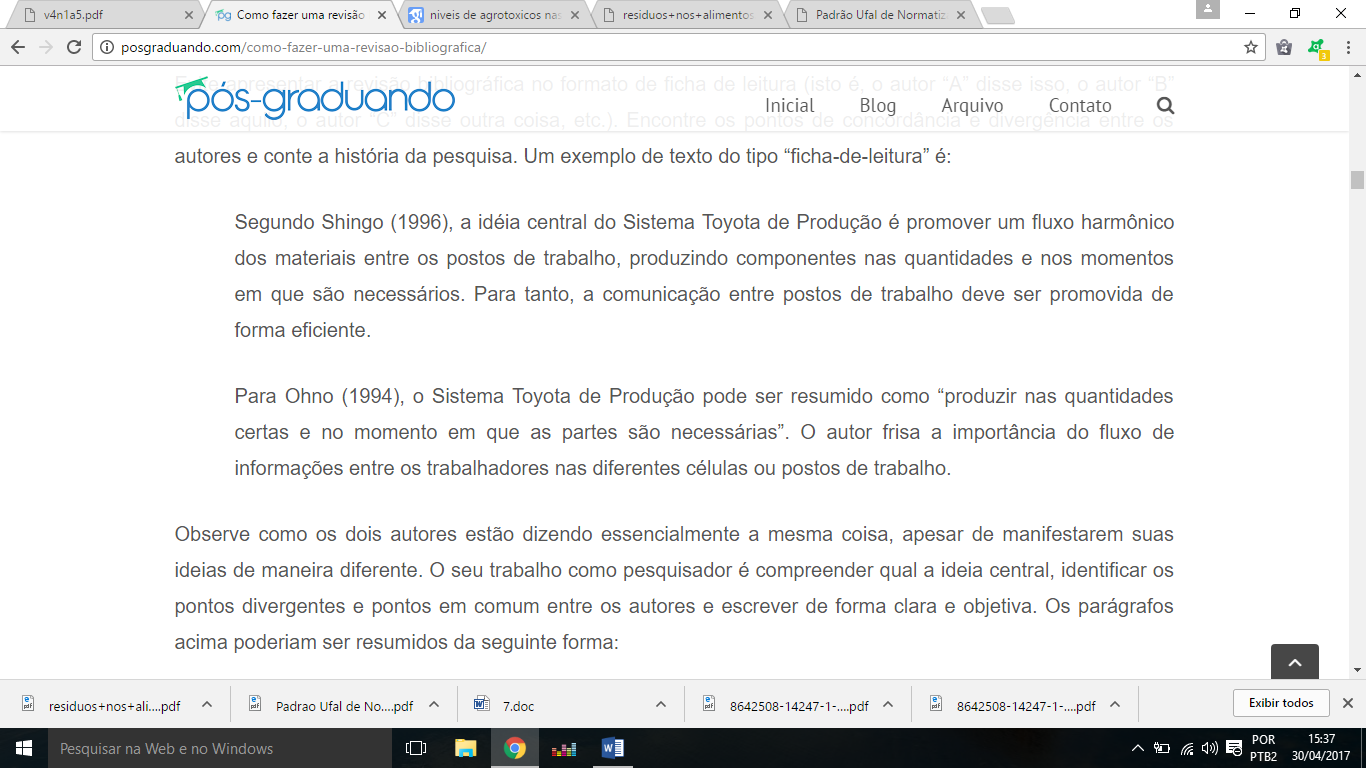 v4n1a5.pdf
Como fazer uma revisão
niveis de agrotoxicos nas
residuos+nos+alimentos
Padrão Ufal de Normatiz
posgraduando.com/como-fazer-uma-revisao-bibliografica/
3
apresentar a revisão bibliográfica no formato de ficha de leitura (isto é, o autor “A” disse isso, o autor “B”
pós-graduando
Inicial Blog Arquivo Contato
disse aquilo, o autor “C” disse outra coisa, etc.). Encontre os pontos de concordância e divergência entre os
autores e conte a história da pesquisa. Um exemplo de texto do tipo “ficha-de-leitura” é:
Segundo Shingo (1996), a idéia central do Sistema Toyota de Produção é promover um fluxo harmônico
dos materiais entre os postos de trabalho, produzindo componentes nas quantidades e nos momentos
em que são necessários. Para tanto, a comunicação entre postos de trabalho deve ser promovida de
forma eficiente.
Para Ohno (1994), o Sistema Toyota de Produção pode ser resumido como “produzir nas quantidades
certas e no momento em que as partes são necessárias”. O autor frisa a importância do fluxo de
informações entre os trabalhadores nas diferentes células ou postos de trabalho.
Observe como os dois autores estão dizendo essencialmente a mesma coisa, apesar de manifestarem suas
ideias de maneira diferente. O seu trabalho como pesquisador é compreender qual a ideia central, identificar os
pontos divergentes e pontos em comum entre os autores e escrever de forma clara e objetiva. Os parágrafos
acima poderiam ser resumidos da seguinte forma:
residuos+nos+ali....pdf
Padrao Ufal de No....pdf
7.doc
8642508-14247-1-....pdf
8642508-14247-1-....pdf
Exibir todos
Pesquisar na Web e no Windows
POR
PTB2
15:37
30/04/2017